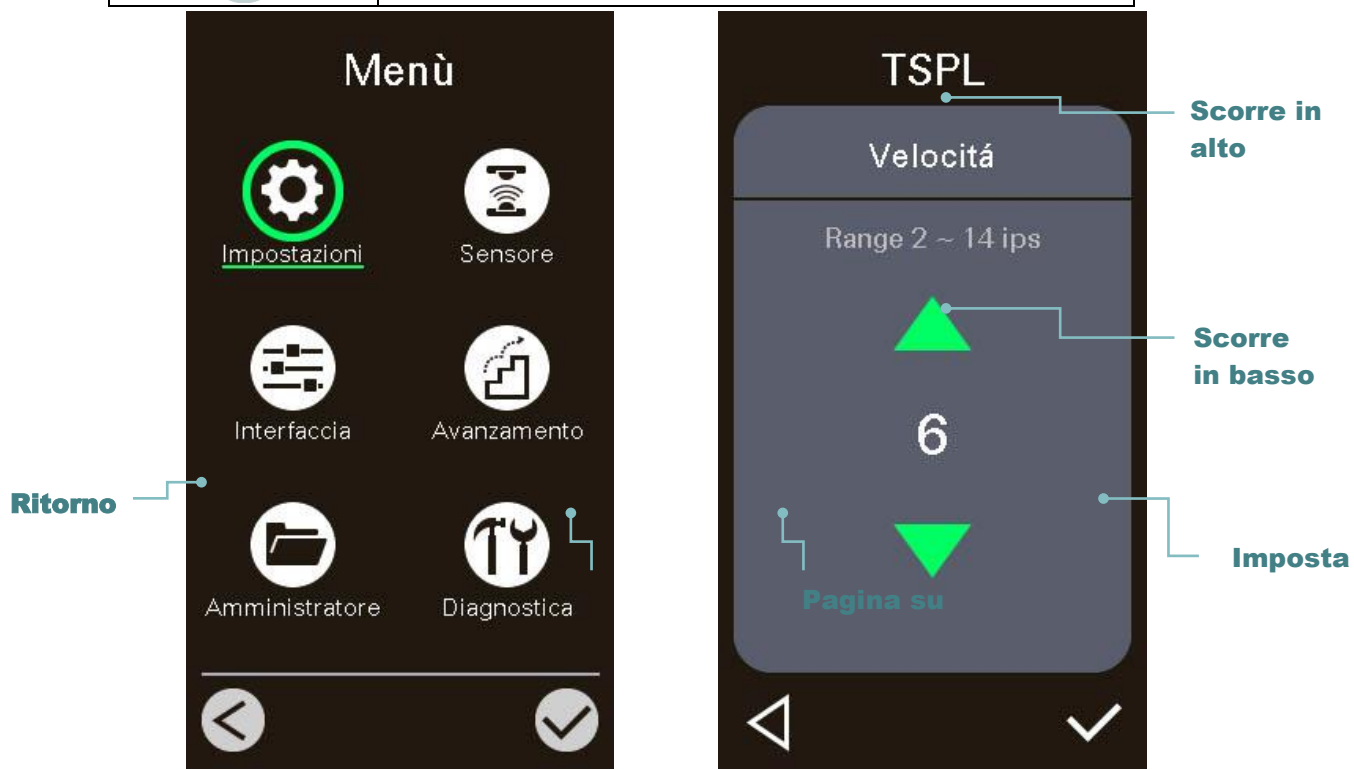 Menù
Impostazioni
Sensore
Interfaccia
Avanzamento
Amministratore
Diagnostica
Ritorno
TSPL
Velocitá
Range 2 ~ 14 ips
6
Scorre in
alto
Scorre
in basso
Pagina su
Imposta